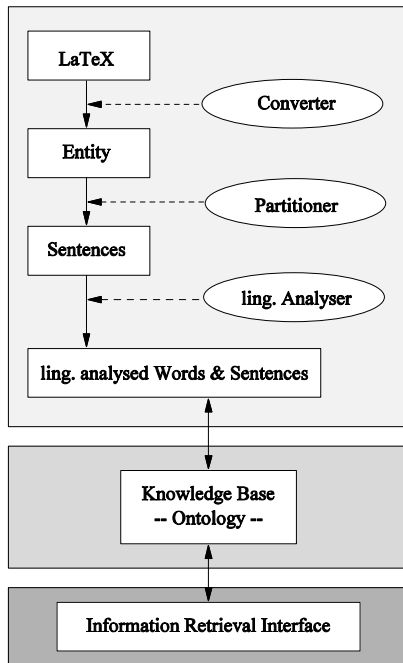 LaTeX
Converter
Entity
Partitioner
Sentences
ling. Analyser
ling. analysed Words & Sentences
Knowledge Base
-- Ontology --
Information Retrieval Interface